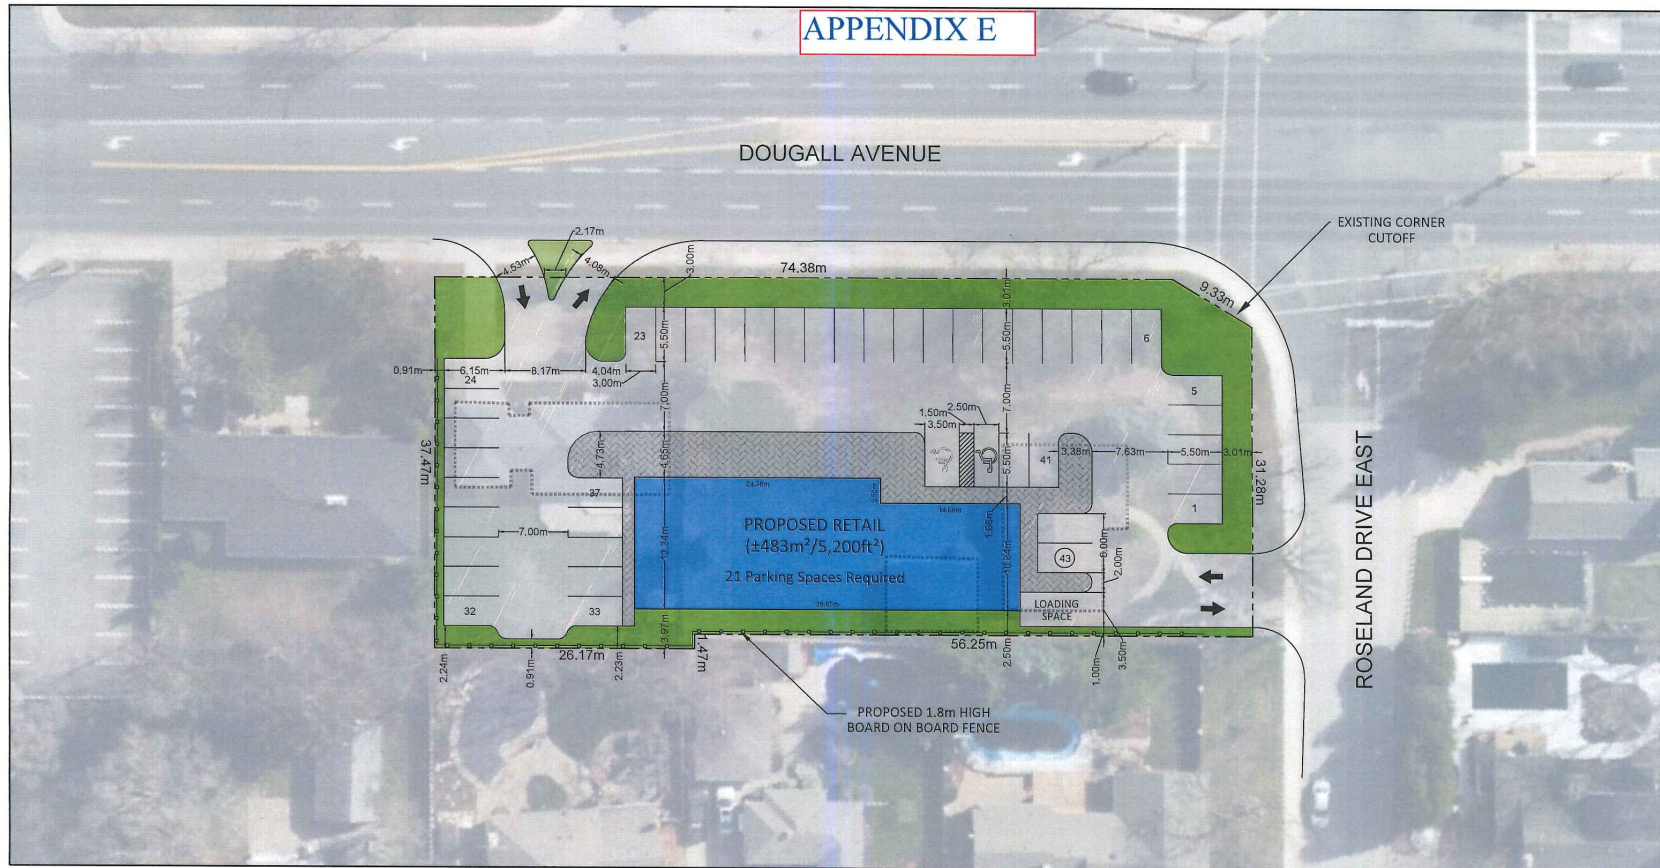 APPENDIX E
DOUGALL AVENUE
EXISTING CORNER
CUTOFF
2.17m
4.53m
4.08m
3.00m
74.38m
9.33m
3.01m
23
5.50m
5.50m
6
0.91m
6.15m
8.17m
4.04m
3.00m
24
7.00m
7.00m
5
1.50m
2.50m
3.50m
37.47m
4.73m
4.65m
5.50m
41
3.38m
7.63m
5.50m
3.01m
31.28m
ROSELAND DRIVE EAST
1
1.66m
7.00m
PROPOSED RETAIL
(±483m²/5,200ft²)
21 Parking Spaces Required
13.34m
10.84m
43
6.00m
2.00m
LOADING
SPACE
32
33
3.97m
26.17m
1.47m
56.25m
2.50m
2.24m
0.91m
2.23m
1.00m
3.50m
PROPOSED 1.8m HIGH
BOARD ON BOARD FENCE